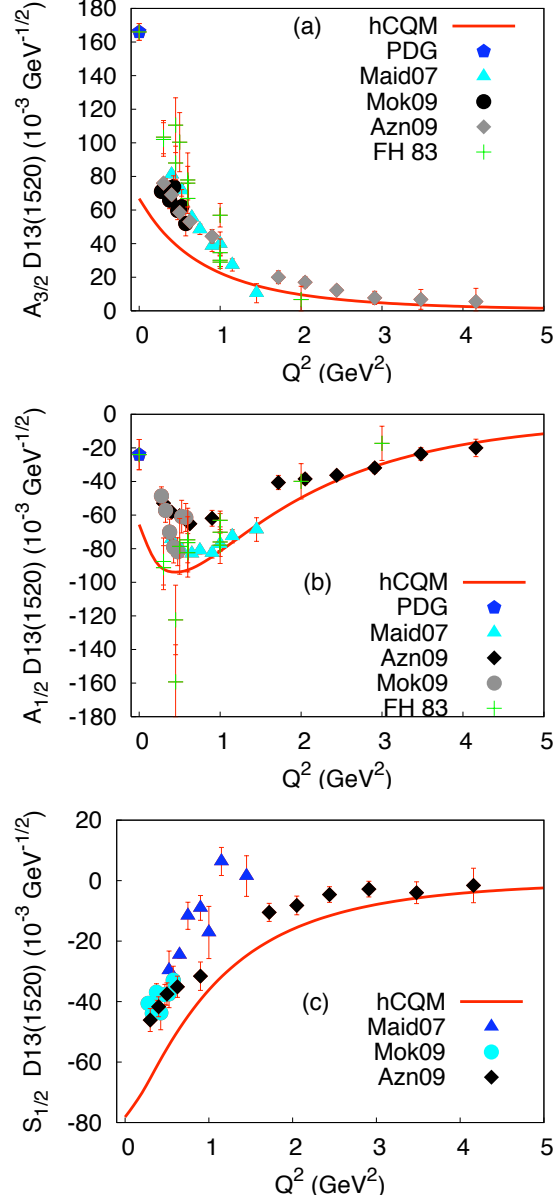 (a)
hCQM
PDG
Maid07
Mok09
Azn09
FH 83
180
160
140
120
100
80
60
40
20
0
0 1 2 3 4 5
A3/2 D13(1520) (10-3 GeV-1/2)
Q2 (GeV2)
0
-20
-40
-60
-80
-100
-120
-140
-160
-180
0 1 2 3 4 5
A1/2 D13(1520) (10-3 GeV-1/2)
(b)
hCQM
PDG
Maid07
Azn09
Mok09
FH 83
Q2 (GeV2)
20
0
-20
-40
-60
-80
0 1 2 3 4 5
S1/2 D13(1520) (10-3 GeV-1/2)
(c)
hCQM
Maid07
Mok09
Azn09
Q2 (GeV2)